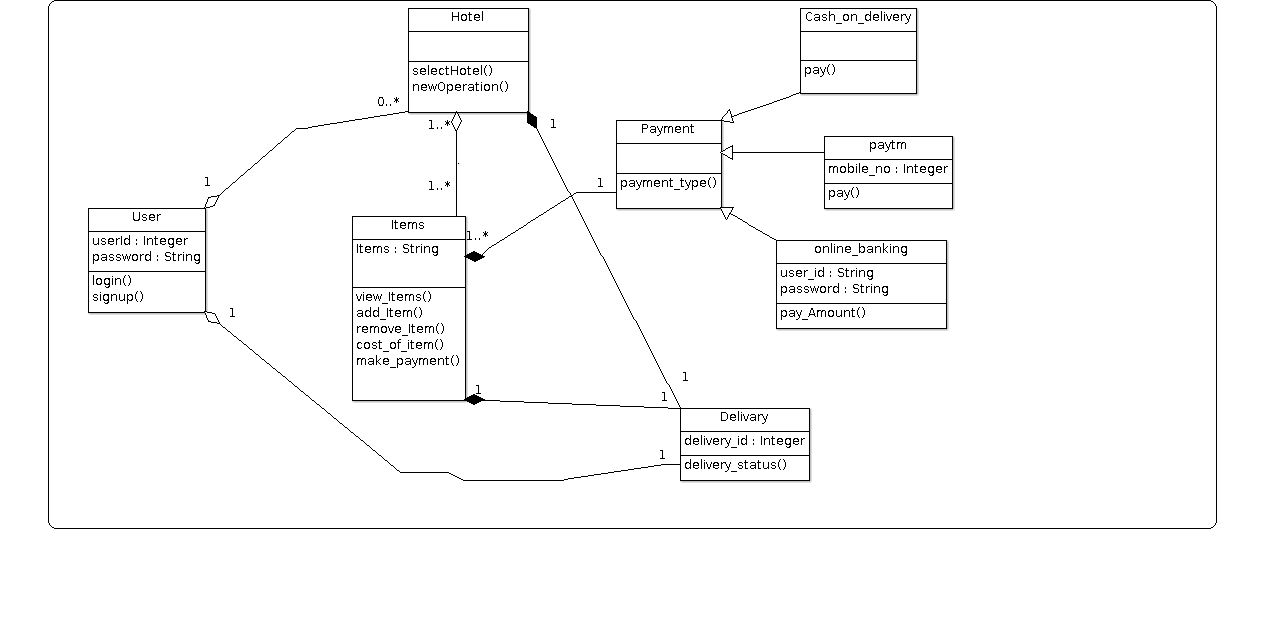 Hotel
selectHotel()
newOperation()
Cash_on_delivery
pay()
0..*
1..*
1
Payment
payment_type()
paytm
mobile_no : Integer
pay()
1
1..*
1
User
userId : Integer
password : String
login()
signup()
Items
Items : String
view_Items()
add_Item()
remove_Item()
cost_of_item()
make_payment()
1..*
online_banking
user_id : String
password : String
pay_Amount()
1
1
1
1
Delivary
delivery_id : Integer
delivery_status()
1